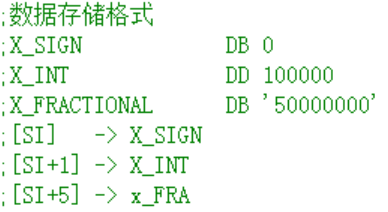 ;数据存储格式
;X_SIGN DB 0
;X_INT DD 100000
;X_FRACTIONAL DB '50000000'
;[SI] -> X_SIGN
;[SI+1] -> X_INT
;[SI+5] -> x_FRA